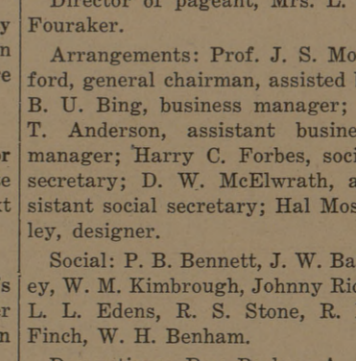 Director of pageant, Mrs. L.
Fouraker.
Arrangements: Prof. J. S. Mo
ford, general chairman, assisted
B. U. Bing, business manager;
T. Anderson, assistant busine
manager; Harry C. Forbes, soci
secretary; D. W. McElwrath, a
sistant social secretary; Hal Mos
ley, designer.
Social: P. B. Bennett, J. W. Ba
ey, W. M. Kimbrough, Johnny Ric
L. L. Edens, R. S. Stone, R.
Finch, W. H. Benham.